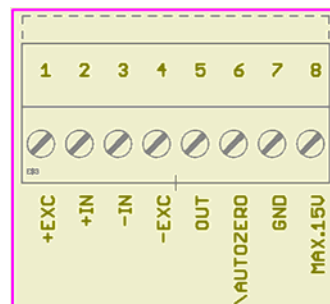 1 2 3 4 5 6 7 8
+EXC
+IN
-IN
-EXC
OUT
\AUTOZERO
GND
MAX.15V